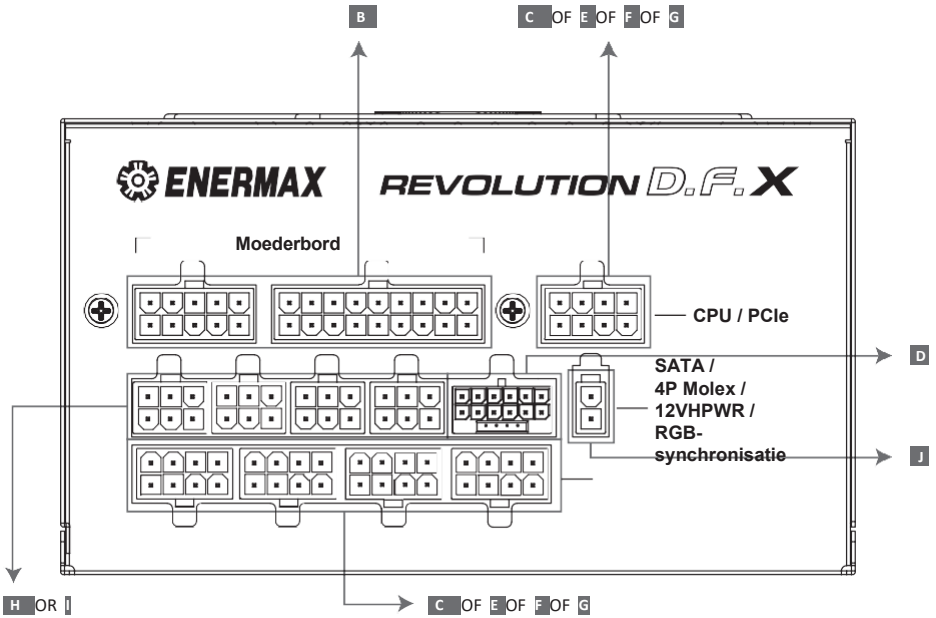 B
C OF E OF F OF G
ENERMAX
REVOLUTION D.F.X
Moederbord
CPU / PCIe
D
SATA /
4P Molex /
12VHPWR /
RGB-
synchronisatie
J
H OR I
C OF E OF F OF G